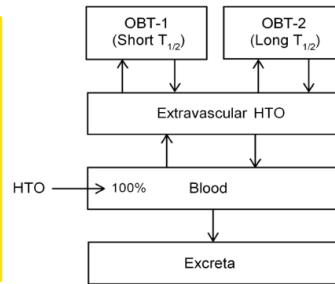 OBT-1
(Short T1/2)
OBT-2
(Long T1/2)
Extravascular HTO
HTO
100%
Blood
Excreta